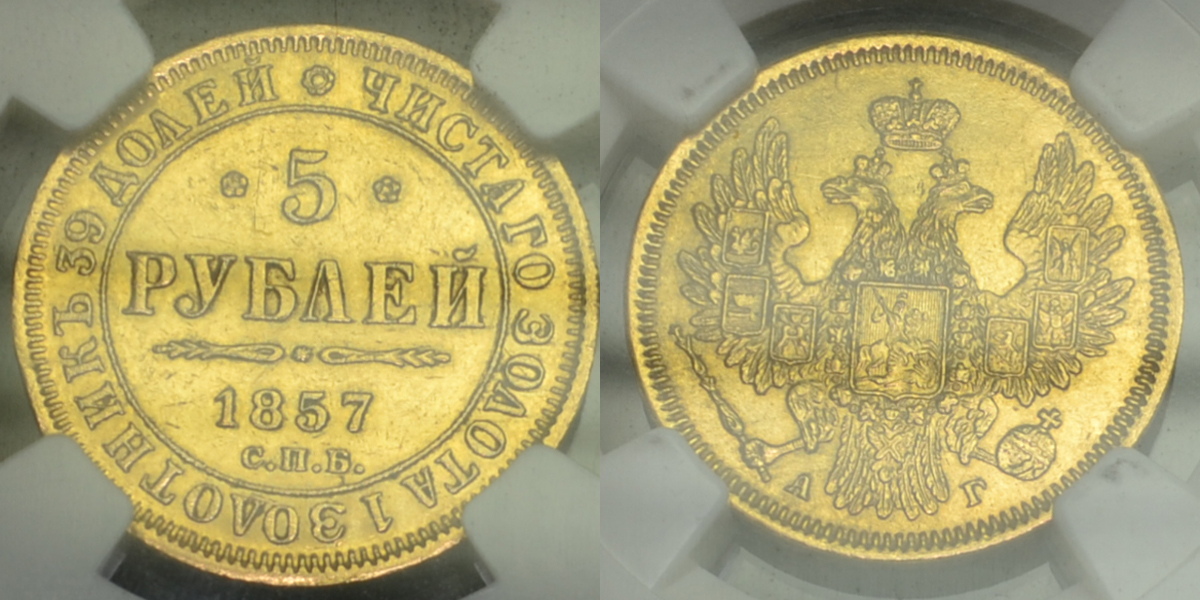 5
РУБЛЕЙ
1857
С.П.Б.
ЧИСТАГО ЗОЛОТА 1 ЗОЛОТНИКЪ 39 ДОЛЕЙ
А Г